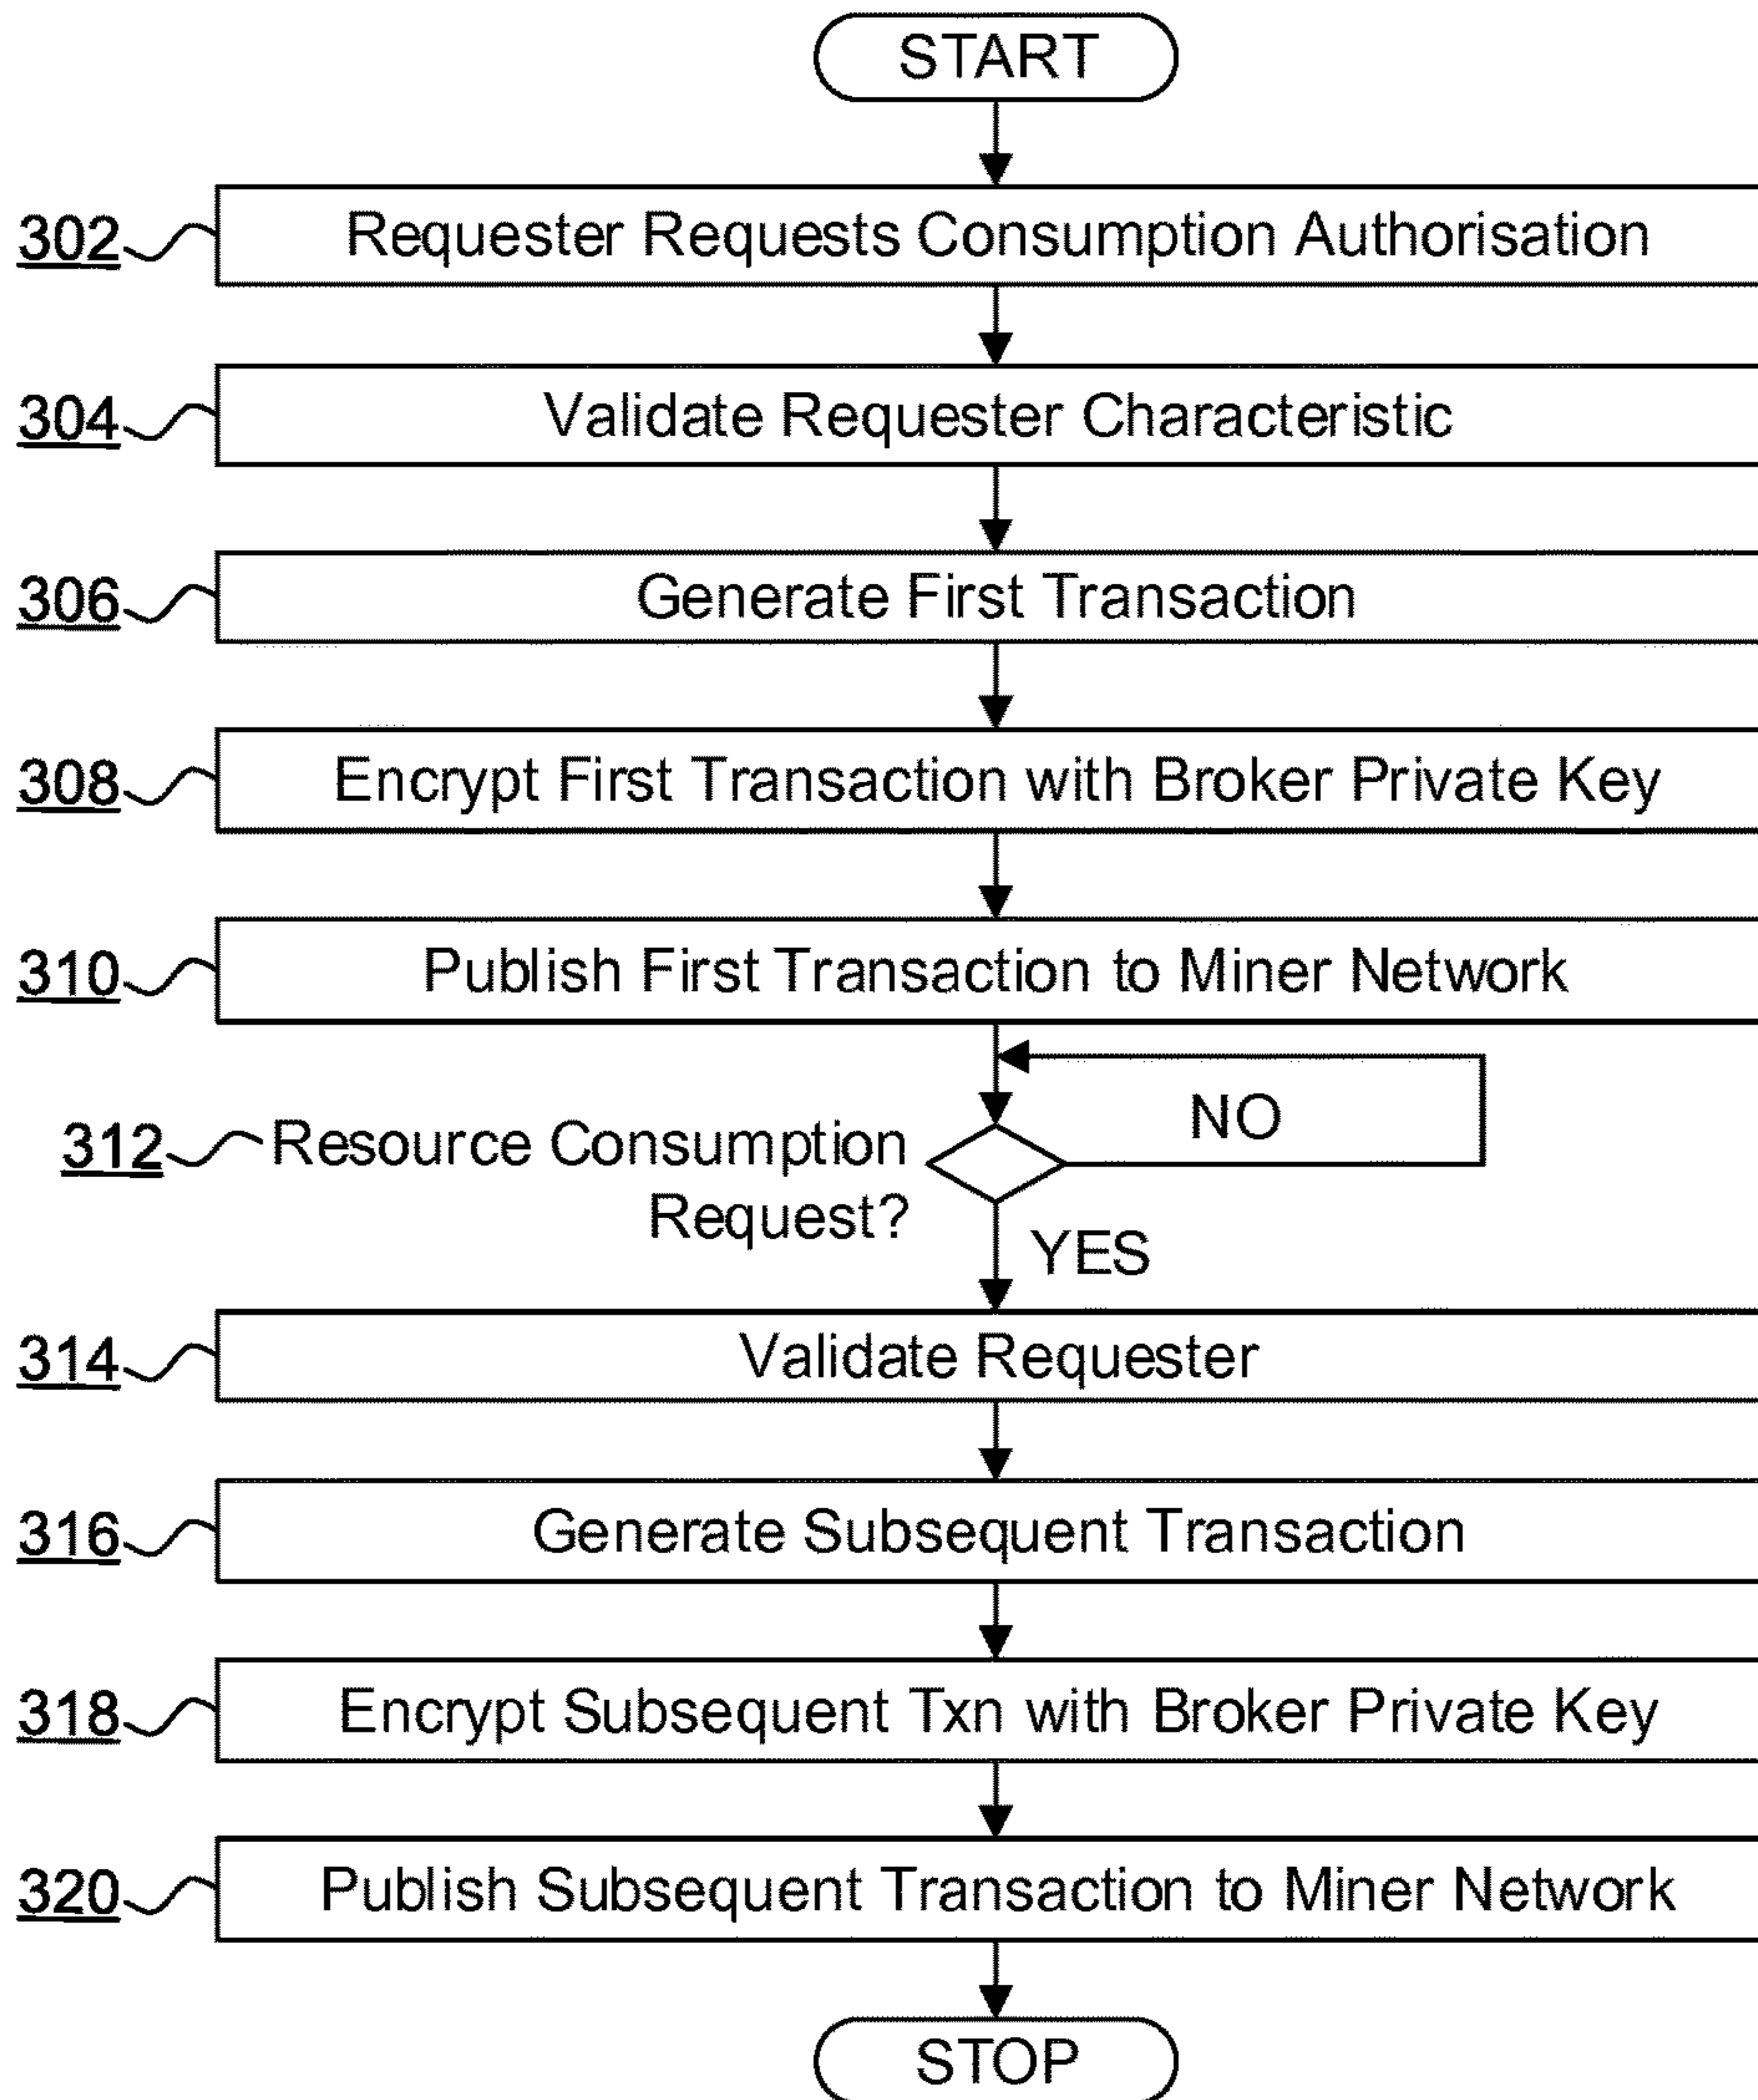 START
302 Requester Requests Consumption Authorisation
304 Validate Requester Characteristic
306 Generate First Transaction
308 Encrypt First Transaction with Broker Private Key
310 Publish First Transaction to Miner Network
NO
312 Resource Consumption
Request?
YES
314 Validate Requester
316 Generate Subsequent Transaction
318 Encrypt Subsequent Txn with Broker Private Key
320 Publish Subsequent Transaction to Miner Network
STOP